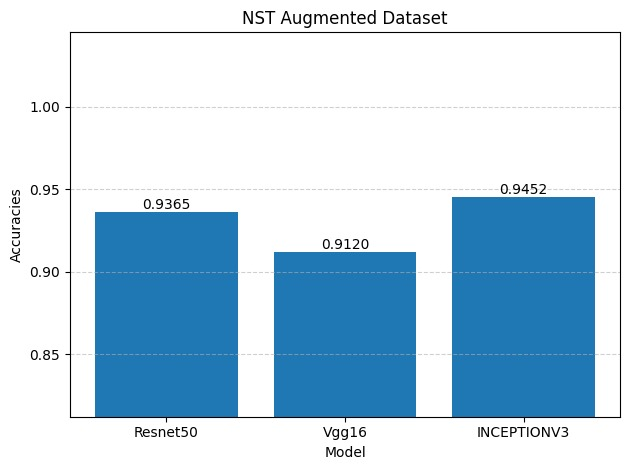 NST Augmented Dataset
Accuracies
1.00
0.95
0.90
0.85
0.9365
0.9120
0.9452
Resnet50
Vgg16
INCEPTIONV3
Model